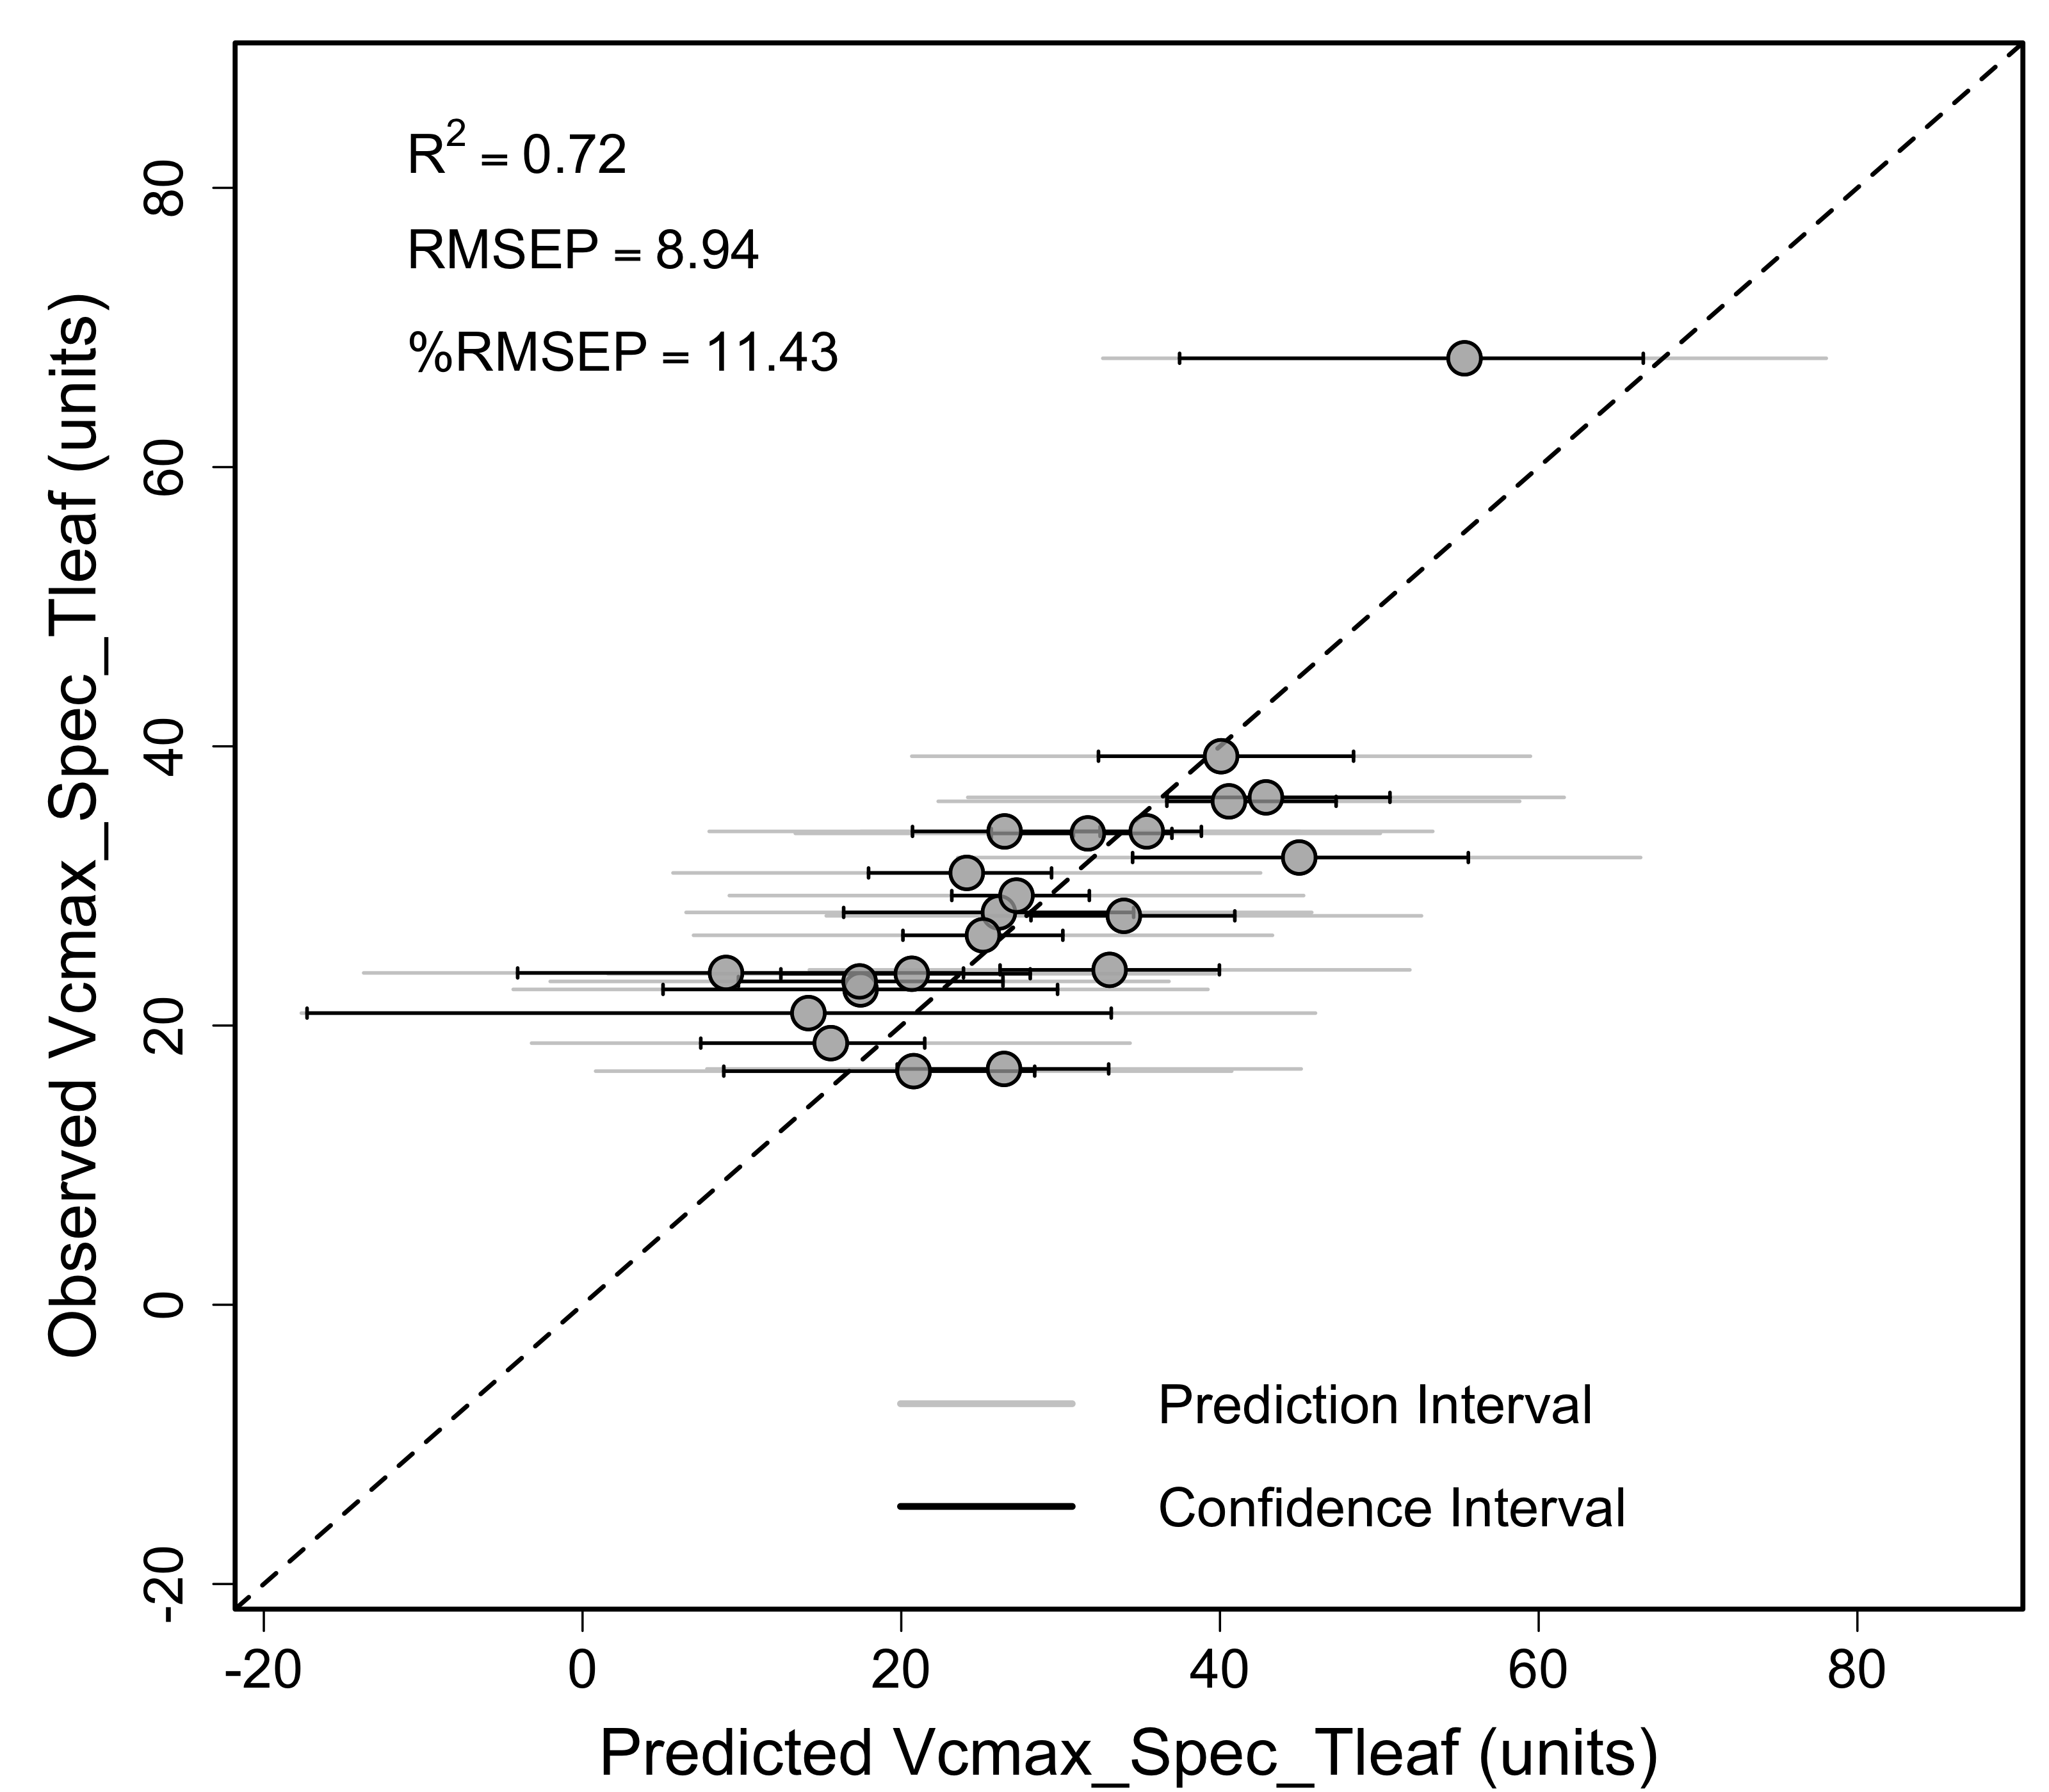 R² = 0.72
RMSEP = 8.94
%RMSEP = 11.43
Observed Vcmax_Spec_Tleaf (units)
80
60
40
20
0
-20
Prediction Interval
Confidence Interval
-20 0 20 40 60 80
Predicted Vcmax_Spec_Tleaf (units)